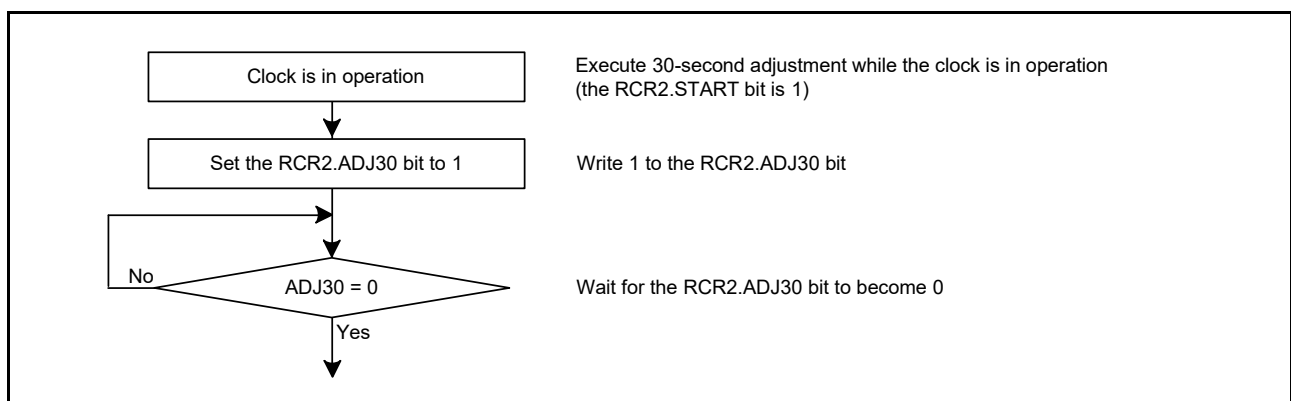 Clock is in operation
Execute 30-second adjustment while the clock is in operation
(the RCR2.START bit is 1)
Set the RCR2.ADJ30 bit to 1
Write 1 to the RCR2.ADJ30 bit
No
ADJ30 = 0
Wait for the RCR2.ADJ30 bit to become 0
Yes